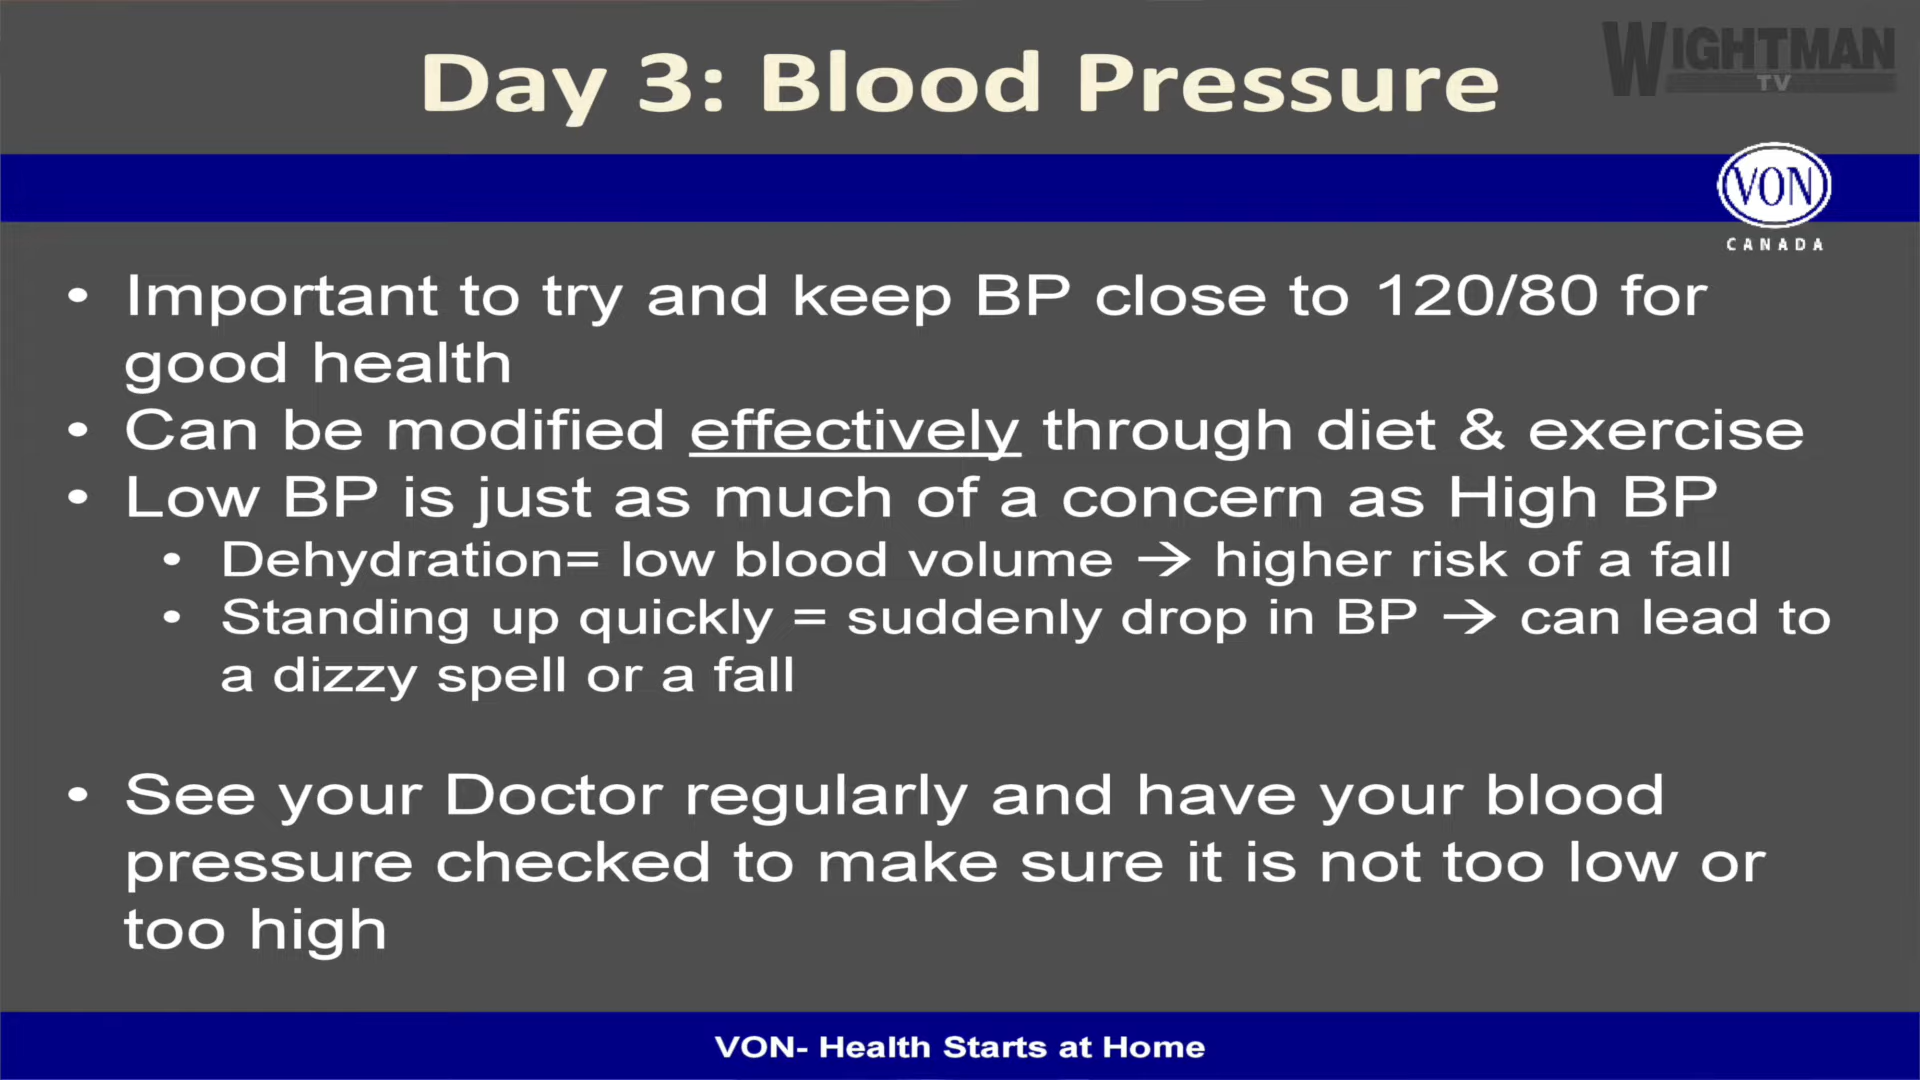 Day 3: Blood Pressure
WIGHTMAN
TV
VON
CANADA
• Important to try and keep BP close to 120/80 for
good health
• Can be modified effectively through diet & exercise
• Low BP is just as much of a concern as High BP
• Dehydration= low blood volume → higher risk of a fall
• Standing up quickly = suddenly drop in BP → can lead to
a dizzy spell or a fall
• See your Doctor regularly and have your blood
pressure checked to make sure it is not too low or
too high
VON- Health Starts at Home